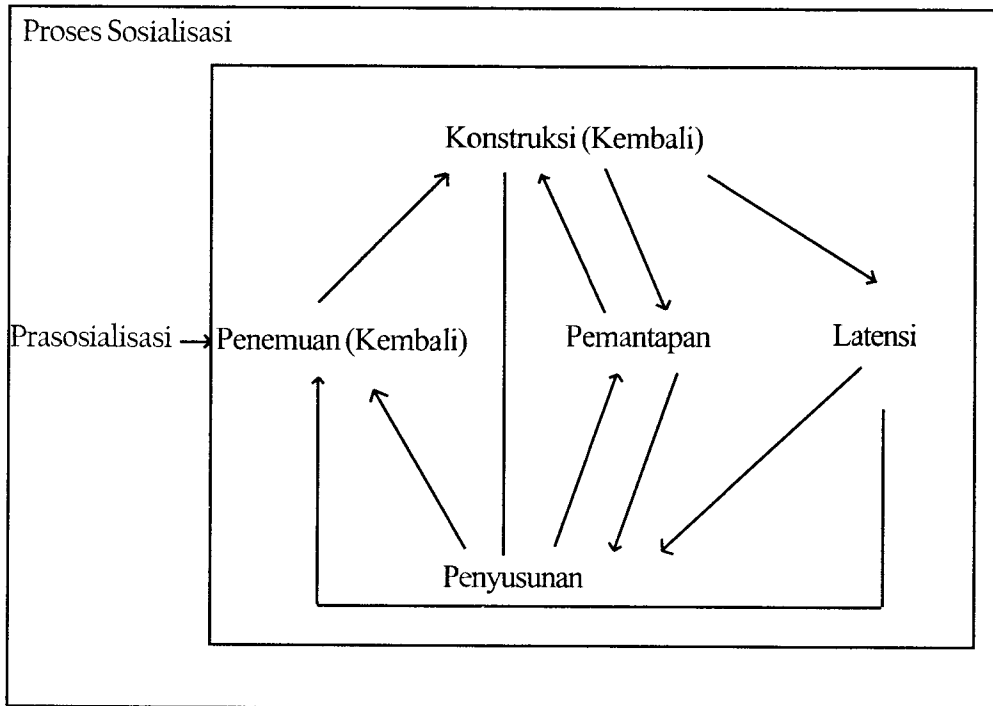 Proses Sosialisasi
Konstruksi (Kembali)
Prasosialisasi
Penemuan (Kembali)
Pemantapan
Latensi
Penyusunan